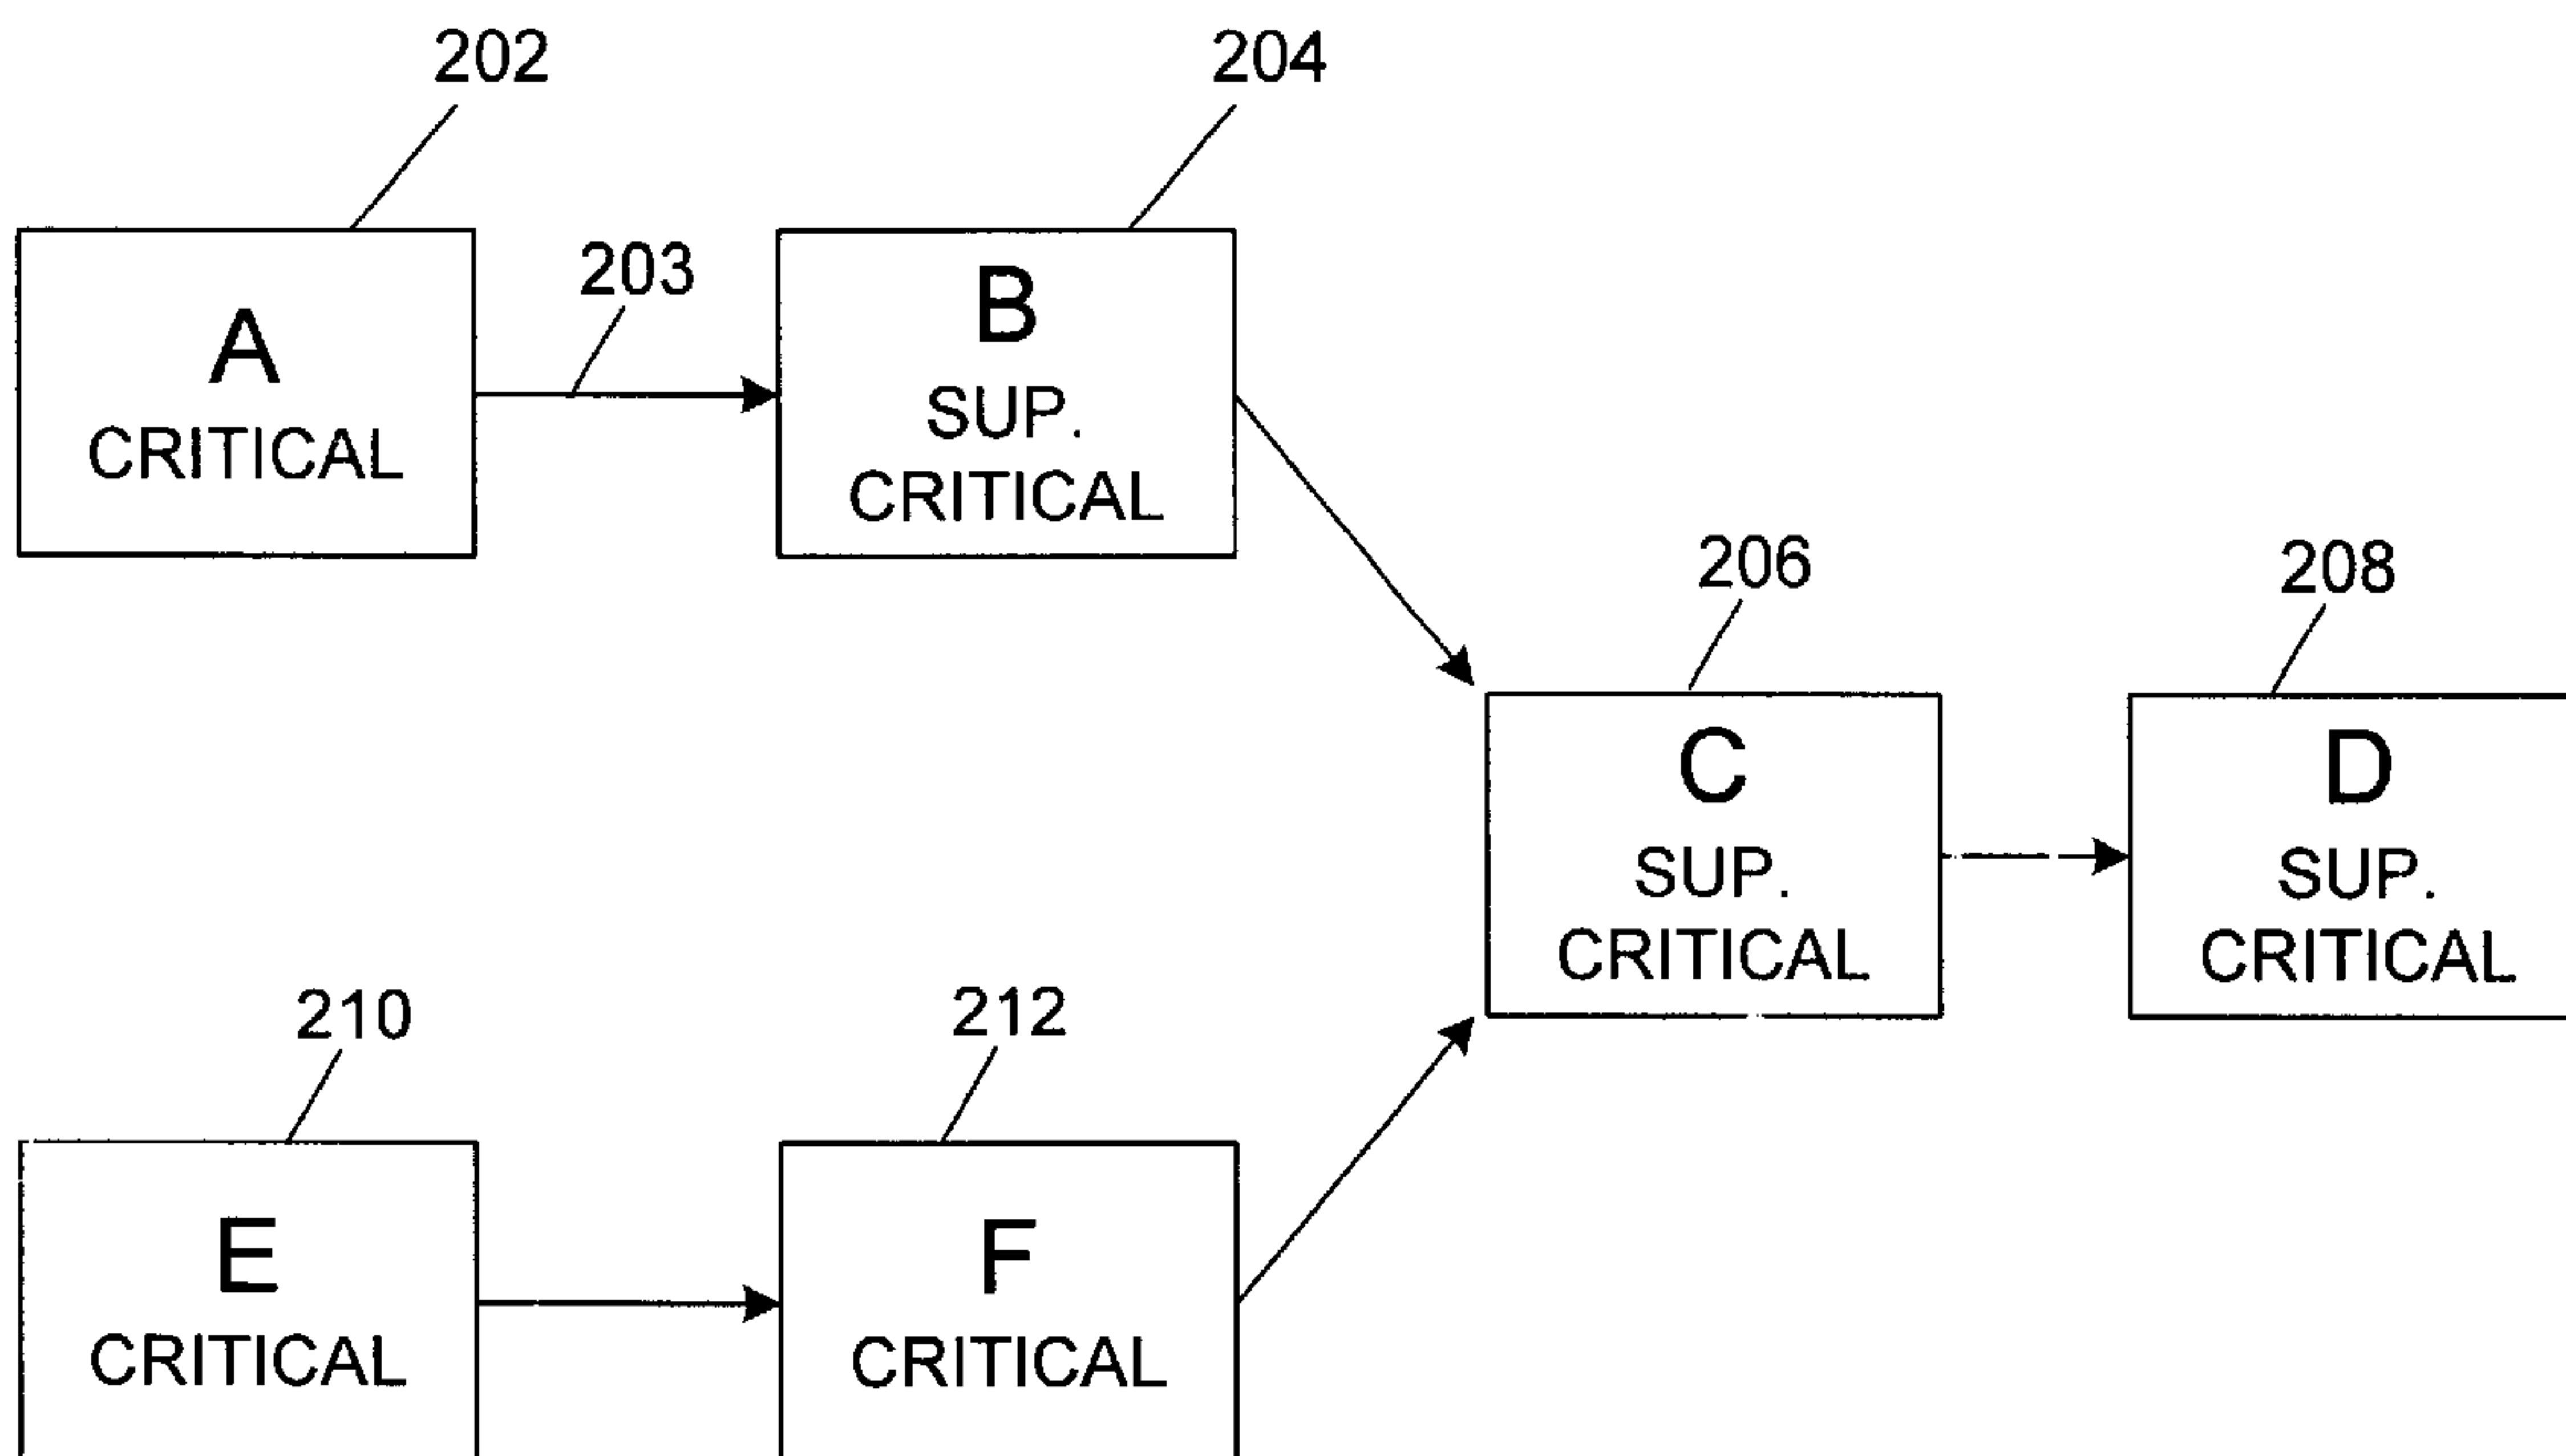 202
204
203
A
CRITICAL
B
SUP.
CRITICAL
206
208
C
SUP.
CRITICAL
D
SUP.
CRITICAL
210
212
E
CRITICAL
F
CRITICAL